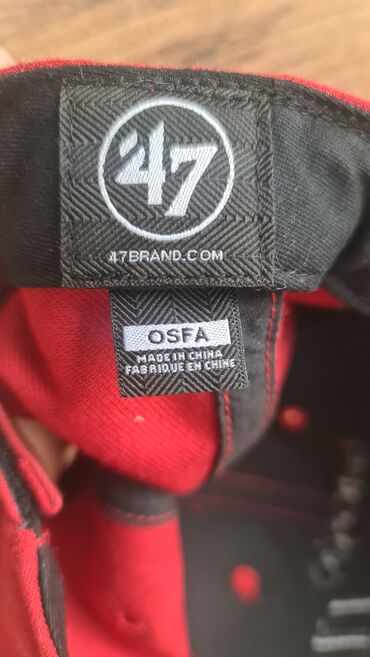 '47
47BRAND.COM
OSFA
MADE IN CHINA
FABRIQUE EN CHINE